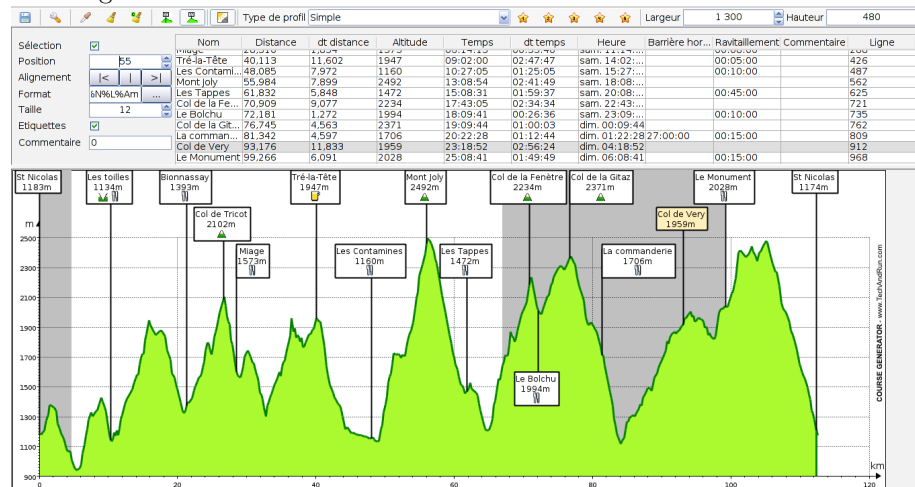 Type de profil Simple Largeur 1 300 Hauteur 480
Sélection
Position 55
Alignement |< | >|
Format %N%L%Am ...
Taille 12
Etiquettes
Commentaire 0
Nom Distance dt distance Altitude Temps dt temps Heure Barrière hor... Ravitaillement Commentaire Ligne
Tré-la-Tête 40,113 11,602 1947 09:02:00 02:47:47 sam. 14:02:... 00:05:00 426
Les Contami... 48,085 7,972 1160 10:27:05 01:25:05 sam. 15:27:... 00:10:00 487
Mont Joly 55,984 7,899 2492 13:08:54 02:41:49 sam. 18:08:... 562
Les Tappes 61,832 5,848 1472 15:08:31 01:59:37 sam. 20:08:... 00:45:00 625
Col de la Fe... 70,909 9,077 2234 17:43:05 02:34:34 sam. 22:43:... 721
Le Bolchu 72,181 1,272 1994 18:09:41 00:26:36 sam. 23:09:... 00:10:00 735
Col de la Git... 76,745 4,563 2371 19:09:44 01:00:03 dim. 00:09:44 762
La comman... 81,342 4,597 1706 20:22:28 01:12:44 dim. 01:22:28 27:00:00 00:15:00 809
Col de Very 93,176 11,833 1959 23:18:52 02:56:24 dim. 04:18:52 912
Le Monument 99,266 6,091 2028 25:08:41 01:49:49 dim. 06:08:41 00:15:00 968
St Nicolas
1183m
Les toilles
1134m
Bionnassay
1393m
Tré-la-Tête
1947m
Mont Joly
2492m
Col de la Fenêtre
2234m
Col de la Gitaz
2371m
Le Monument
2028m
St Nicolas
1174m
Col de Tricot
2102m
Col de Very
1959m
Miage
1573m
Les Contamines
1160m
Les Tappes
1472m
La commanderie
1706m
Le Bolchu
1994m
m
2500
2300
2100
1900
1700
1500
1300
1100
900
0 20 40 60 80 100 120
km
COURSE GENERATOR - www.TechAndRun.com